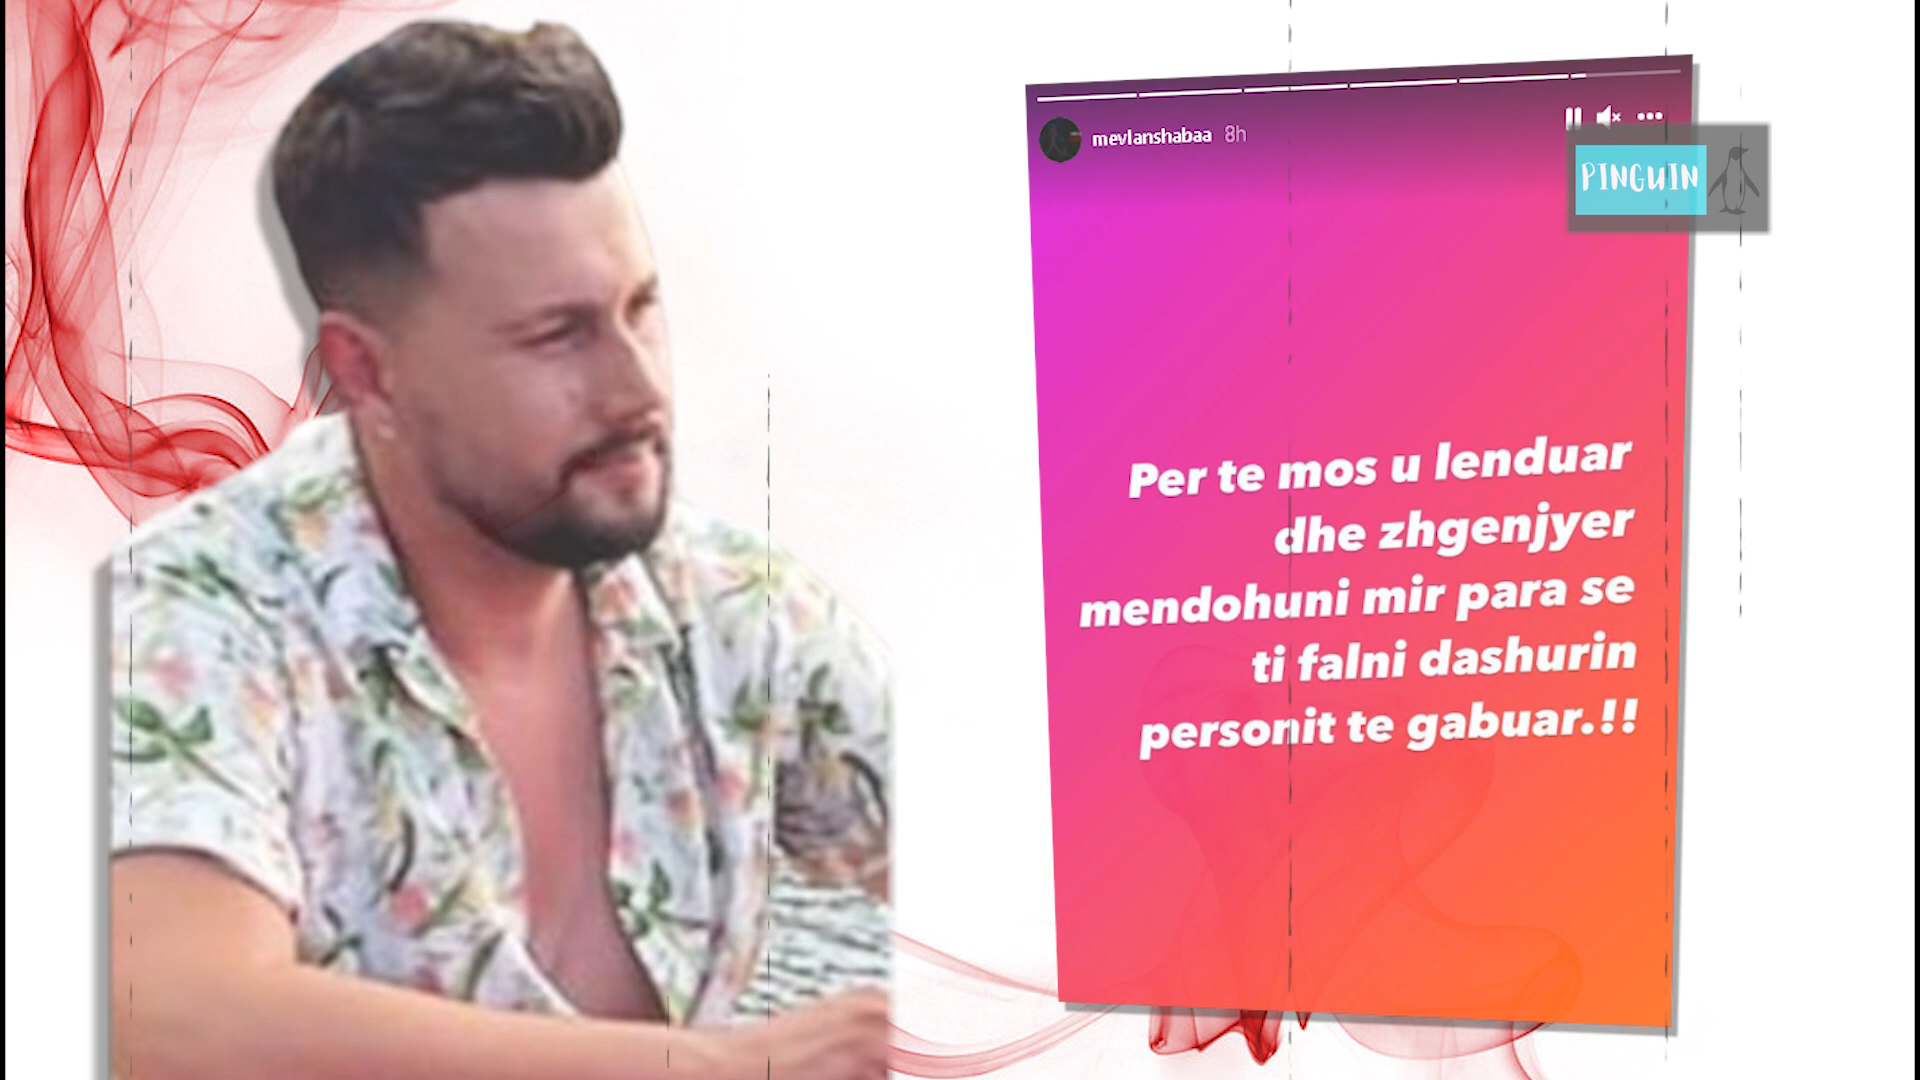 mevlanshabaa 8h
PINGUIN
Per te mos u lenduar
dhe zhgenjyer
mendohuni mir para se
ti falni dashurin
personit te gabuar.!!